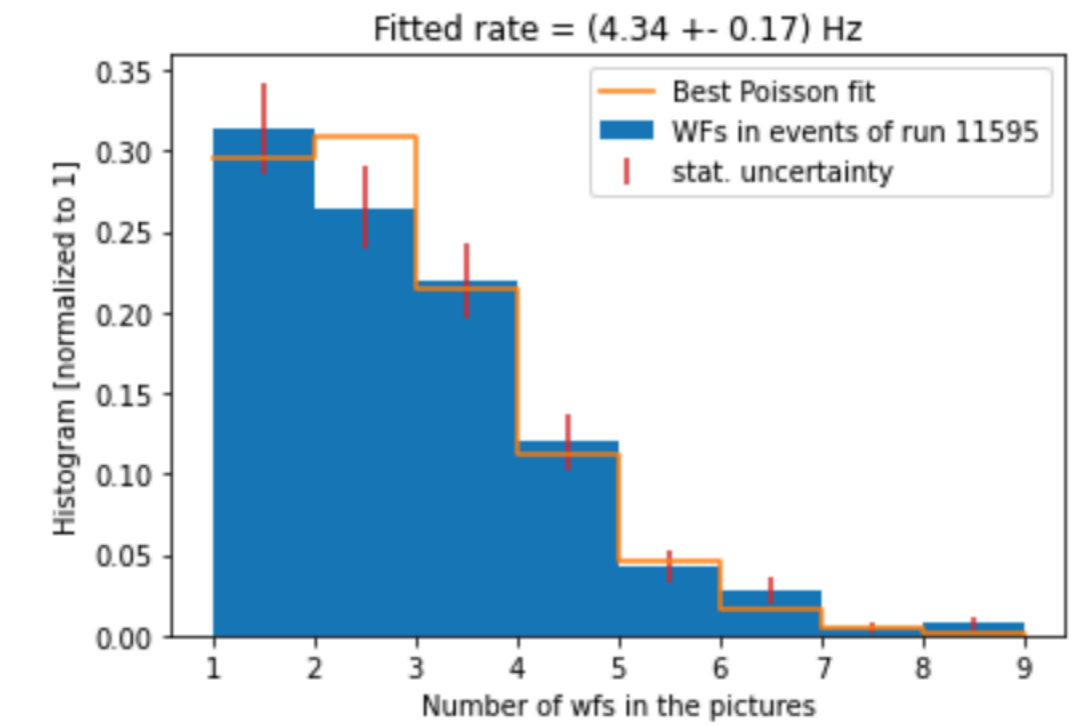 Fitted rate = (4.34 +- 0.17) Hz
Best Poisson fit
WFs in events of run 11595
stat. uncertainty
Histogram [normalized to 1]
0.35
0.30
0.25
0.20
0.15
0.10
0.05
0.00
1 2 3 4 5 6 7 8 9
Number of wfs in the pictures